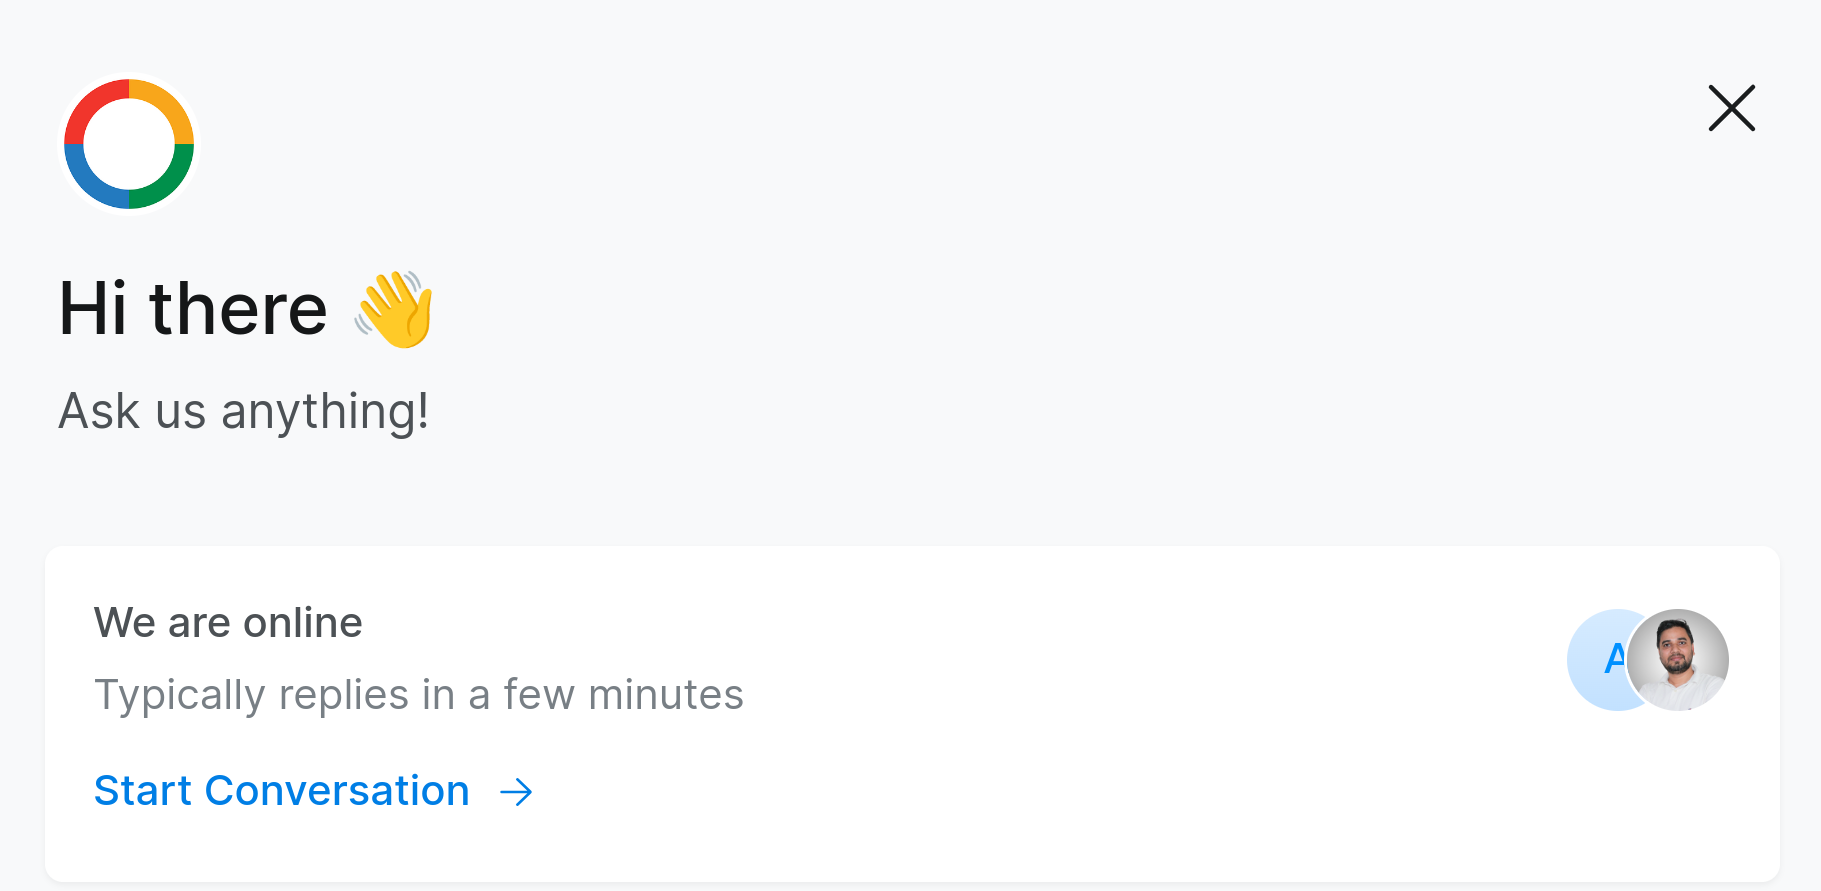 Hi there 👋
Ask us anything!
We are online
A
Typically replies in a few minutes
Start Conversation →